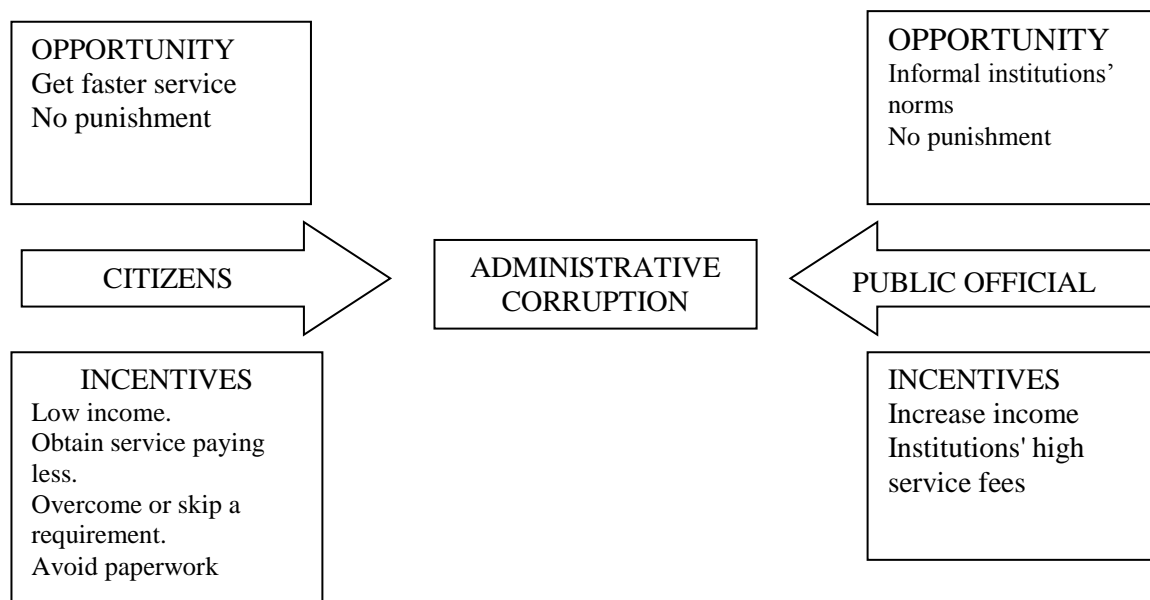 OPPORTUNITY
Get faster service
No punishment
OPPORTUNITY
Informal institutions’
norms
No punishment
CITIZENS
ADMINISTRATIVE
CORRUPTION
PUBLIC OFFICIAL
INCENTIVES
Low income.
Obtain service paying
less.
Overcome or skip a
requirement.
Avoid paperwork
INCENTIVES
Increase income
Institutions' high
service fees